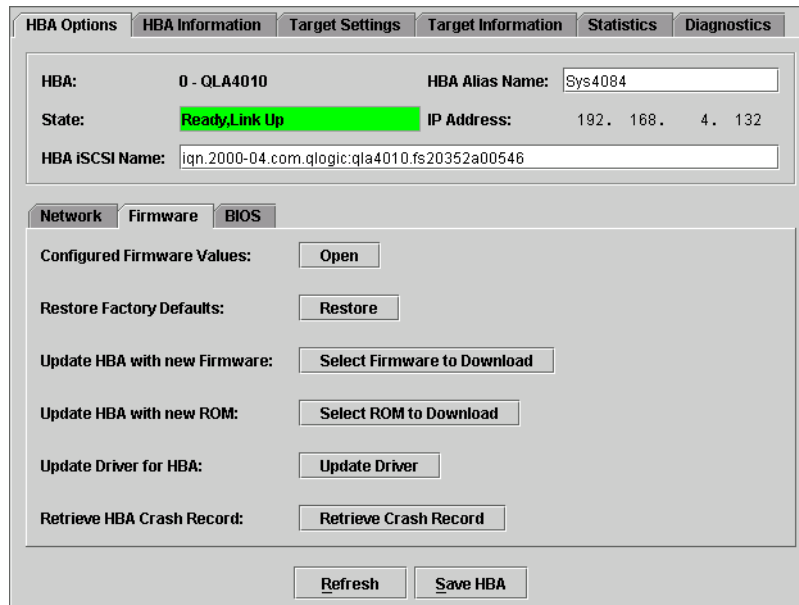 HBA Options HBA Information Target Settings Target Information Statistics Diagnostics
HBA: 0 - QLA4010 HBA Alias Name: Sys4084
State: Ready,Link Up IP Address: 192. 168. 4. 132
HBA iSCSI Name: iqn.2000-04.com.qlogic:qla4010.fs20352a00546
Network Firmware BIOS
Configured Firmware Values: Open
Restore Factory Defaults: Restore
Update HBA with new Firmware: Select Firmware to Download
Update HBA with new ROM: Select ROM to Download
Update Driver for HBA: Update Driver
Retrieve HBA Crash Record: Retrieve Crash Record
Refresh Save HBA